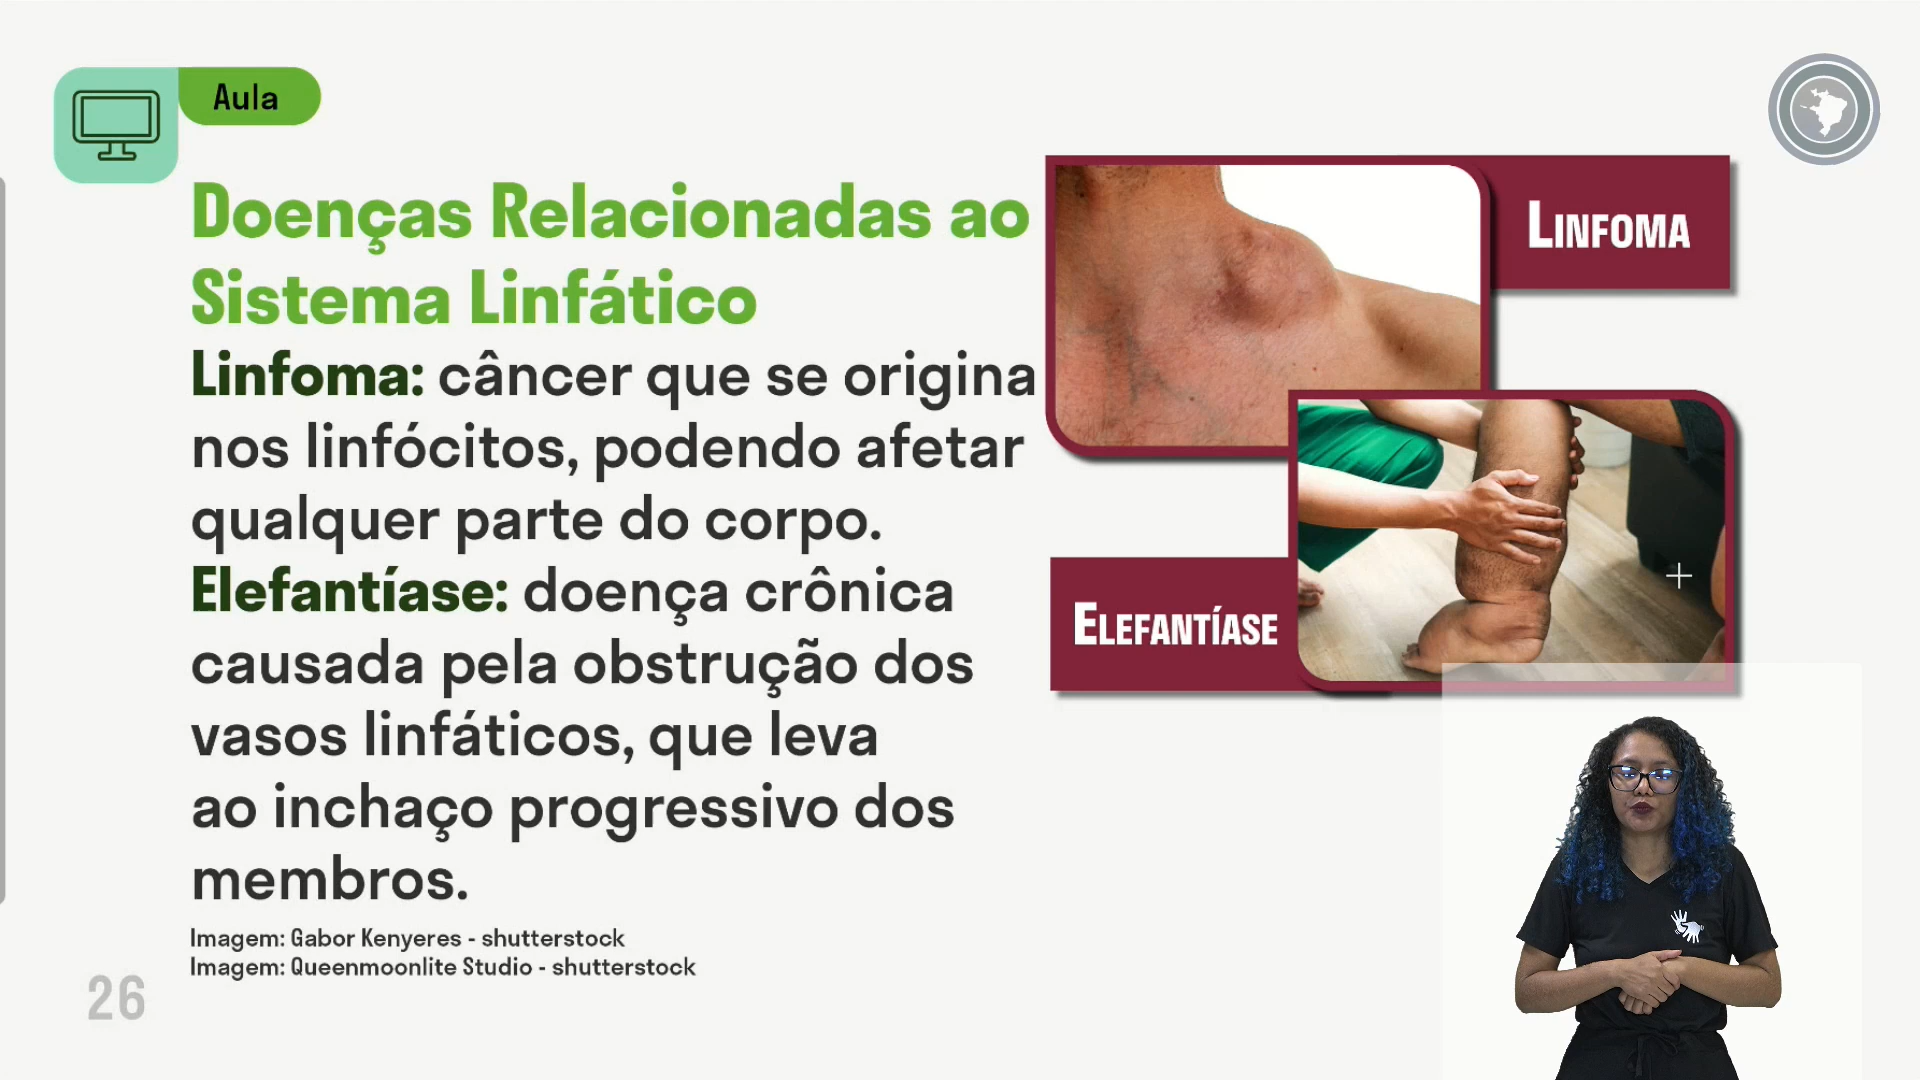 Aula
Doenças Relacionadas ao
Sistema Linfático
Linfoma: câncer que se origina
nos linfócitos, podendo afetar
qualquer parte do corpo.
Elefantíase: doença crônica
causada pela obstrução dos
vasos linfáticos, que leva
ao inchaço progressivo dos
membros.
Imagem: Gabor Kenyeres - shutterstock
Imagem: Queenmoonlite Studio - shutterstock
26
LINFOMA
ELEFANTÍASE